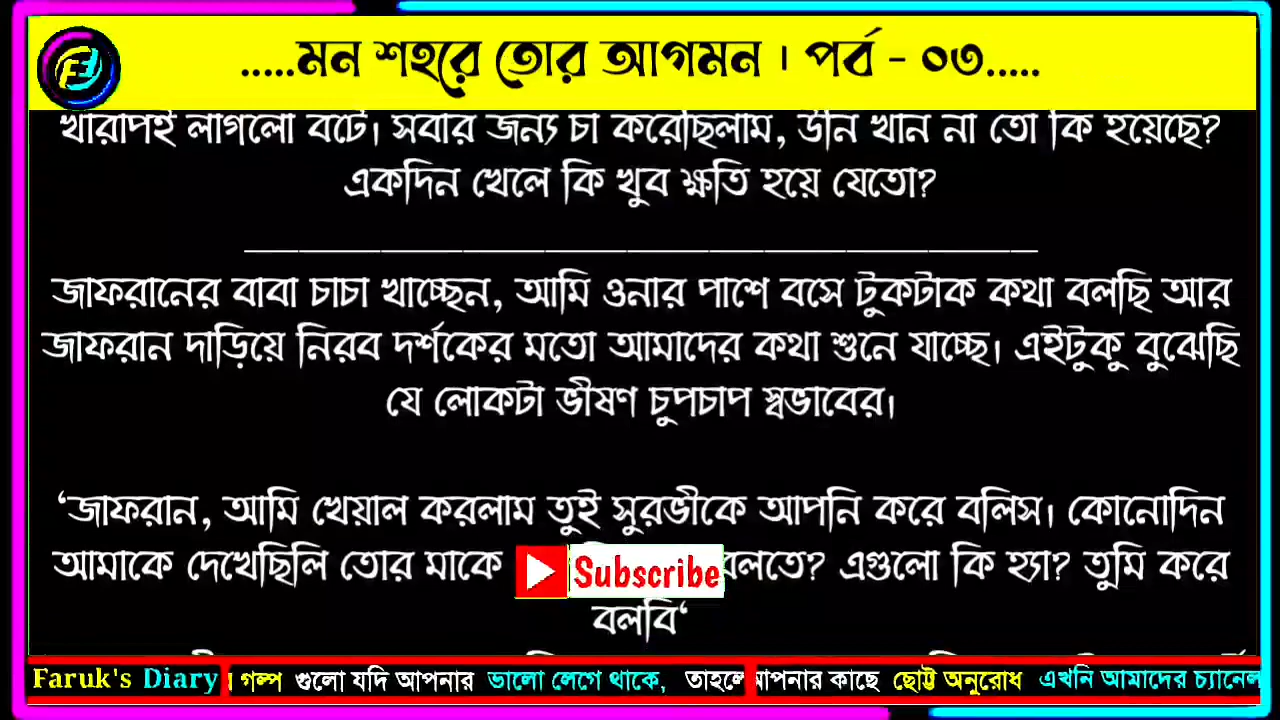 .....মন শহরে তোর আগমন । পর্ব - ০৩.....
খারাপই লাগলো বটে। সবার জন্য চা করেছিলাম, উনি খান না তো কি হয়েছে?
একদিন খেলে কি খুব ক্ষতি হয়ে যেতো?
জাফরানের বাবা চাচা খাচ্ছেন, আমি ওনার পাশে বসে টুকটাক কথা বলছি আর
জাফরান দাড়িয়ে নিরব দর্শকের মতো আমাদের কথা শুনে যাচ্ছে। এইটুকু বুঝেছি
যে লোকটা ভীষণ চুপচাপ স্বভাবের।
‘জাফরান, আমি খেয়াল করলাম তুই সুরভীকে আপনি করে বলিস। কোনোদিন
আমাকে দেখেছিলি তোর মাকে Subscribe বলতে? এগুলো কি হ্যা? তুমি করে
বলবি‘
Faruk's Diary গল্প গুলো যদি আপনার ভালো লেগে থাকে, তাহলে আপনার কাছে ছোট্ট অনুরোধ এখনি আমাদের চ্যানেল